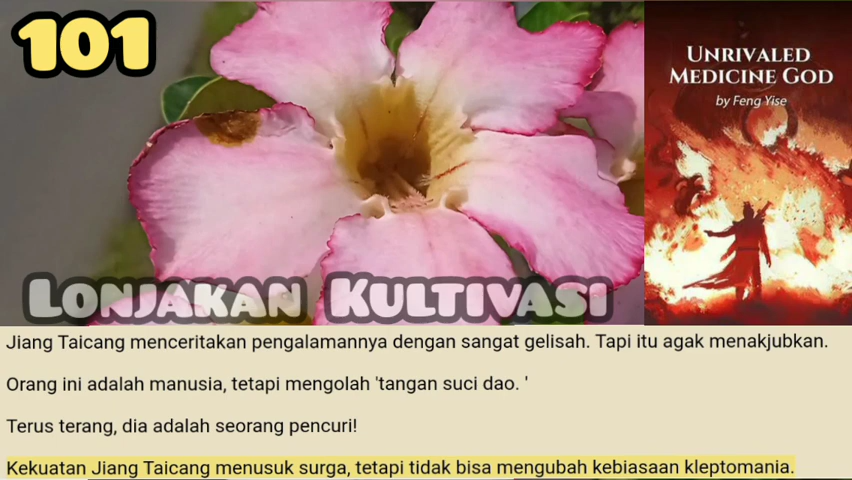 101
UNRIVALED
MEDICINE GOD
by Feng Yise
LONJAKAN KULTIVASI
Jiang Taicang menceritakan pengalamannya dengan sangat gelisah. Tapi itu agak menakjubkan.
Orang ini adalah manusia, tetapi mengolah 'tangan suci dao. '
Terus terang, dia adalah seorang pencuri!
Kekuatan Jiang Taicang menusuk surga, tetapi tidak bisa mengubah kebiasaan kleptomania.